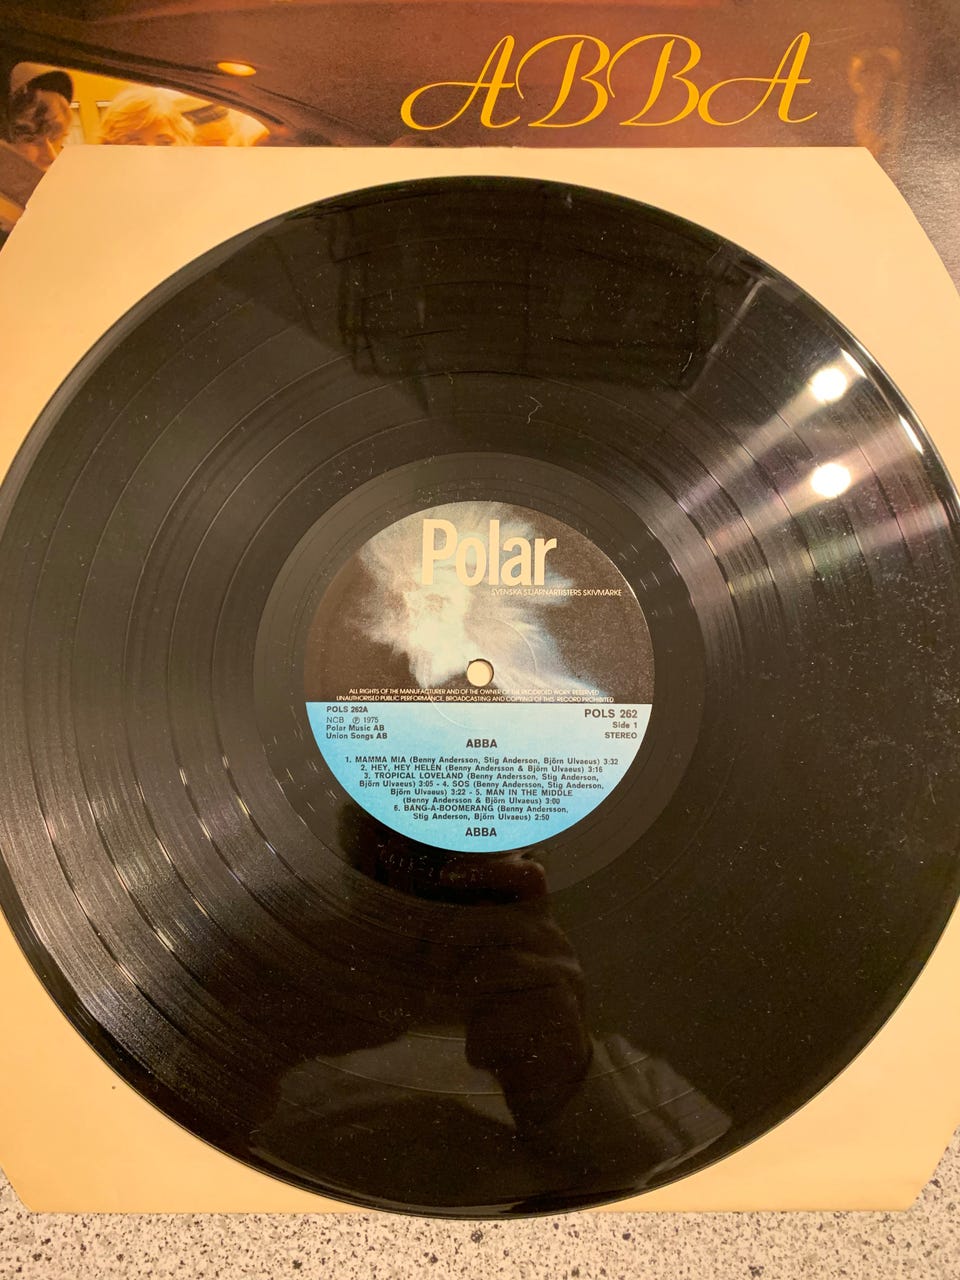 ABBA
Polar
SVENSKA STJÄRNARTISTERS SKIVMÄRKE
ALL RIGHTS OF THE MANUFACTURER AND OF THE OWNER OF THE RECORDED WORK RESERVED
UNAUTHORISED PUBLIC PERFORMANCE, BROADCASTING AND COPYING OF THIS RECORD PROHIBITED
POLS 262A
NCB Ⓟ 1975
Polar Music AB
Union Songs AB
POLS 262
Side 1
STEREO
ABBA
1. MAMMA MIA (Benny Andersson, Stig Anderson, Björn Ulvaeus) 3:32
2. HEY, HEY HELEN (Benny Andersson & Björn Ulvaeus) 3:16
3. TROPICAL LOVELAND (Benny Andersson, Stig Anderson,
Björn Ulvaeus) 3:05 - 4. SOS (Benny Andersson, Stig Anderson,
Björn Ulvaeus) 3:22 - 5. MAN IN THE MIDDLE
(Benny Andersson & Björn Ulvaeus) 3:00
6. BANG-A-BOOMERANG (Benny Andersson,
Stig Anderson, Björn Ulvaeus) 2:50
ABBA